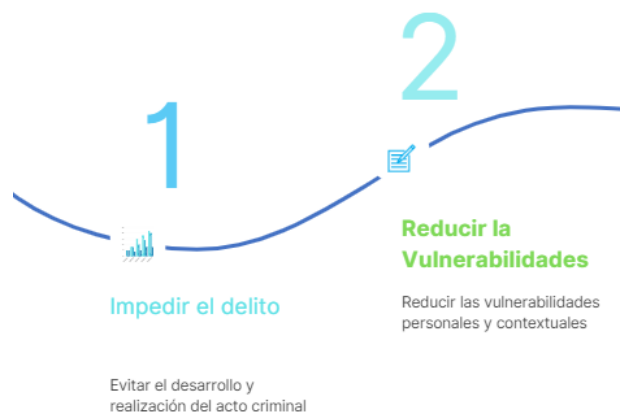 1
Impedir el delito
Evitar el desarrollo y
realización del acto criminal
2
Reducir la
Vulnerabilidades
Reducir las vulnerabilidades
personales y contextuales